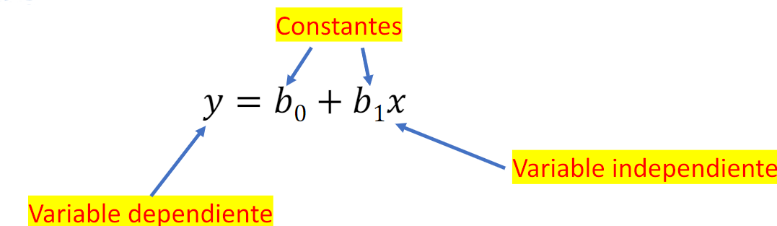 Constantes
y = b₀ + b₁x
Variable independiente
Variable dependiente